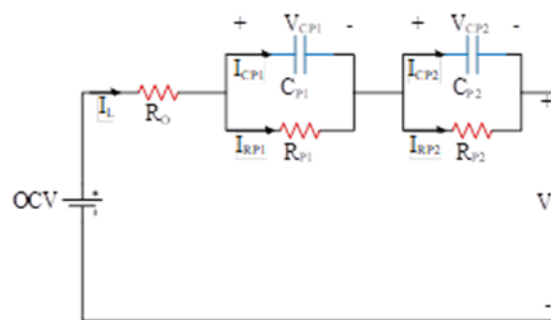 + V_CP1 - + V_CP2 -
I_CP1 I_CP2
C_P1 C_P2
I_L R_O I_RP1 R_P1 I_RP2 R_P2 +
OCV + - V
-